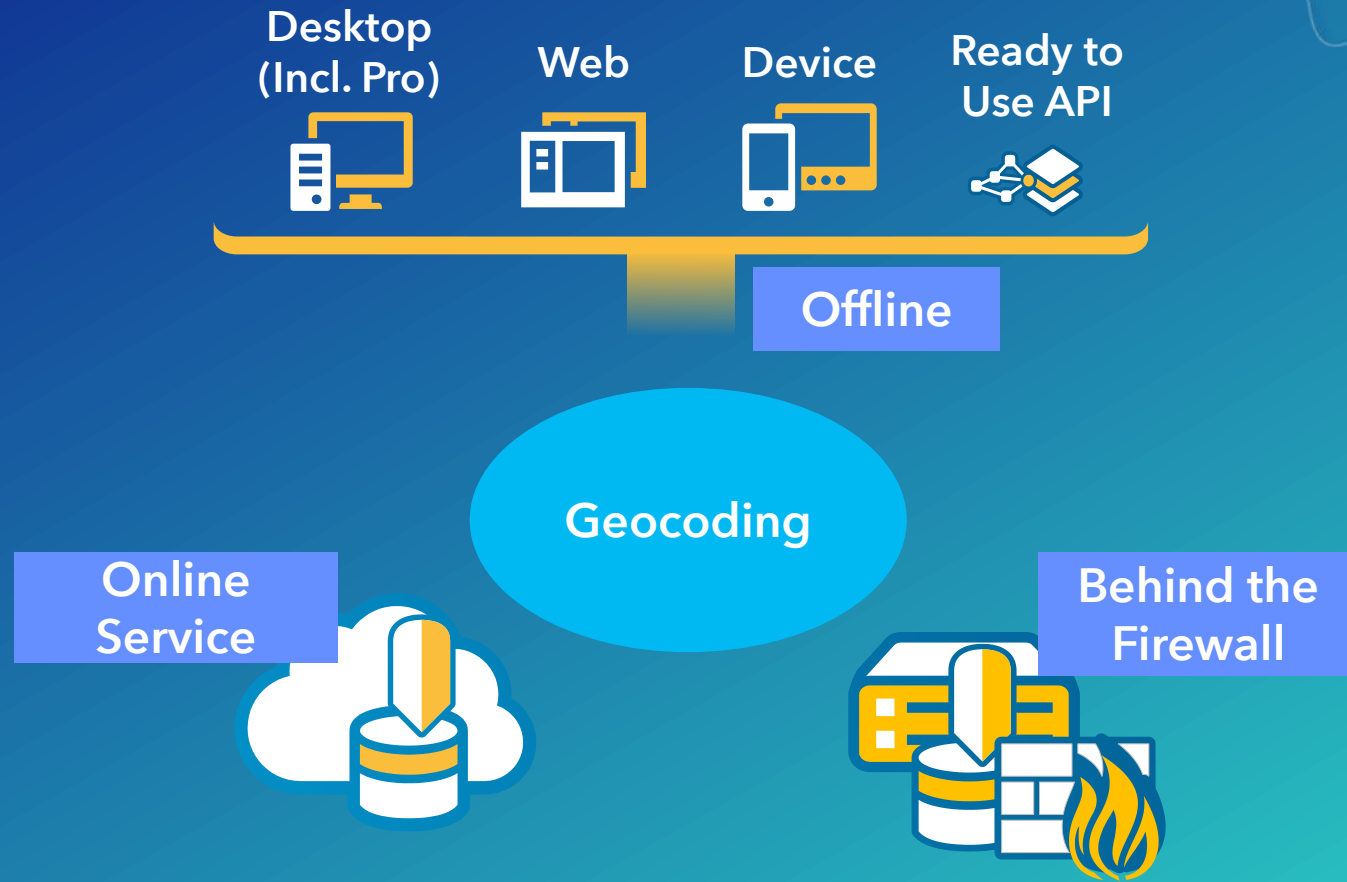 Desktop
(Incl. Pro)
Web
Device
Ready to
Use API
Offline
Geocoding
Online
Service
Behind the
Firewall